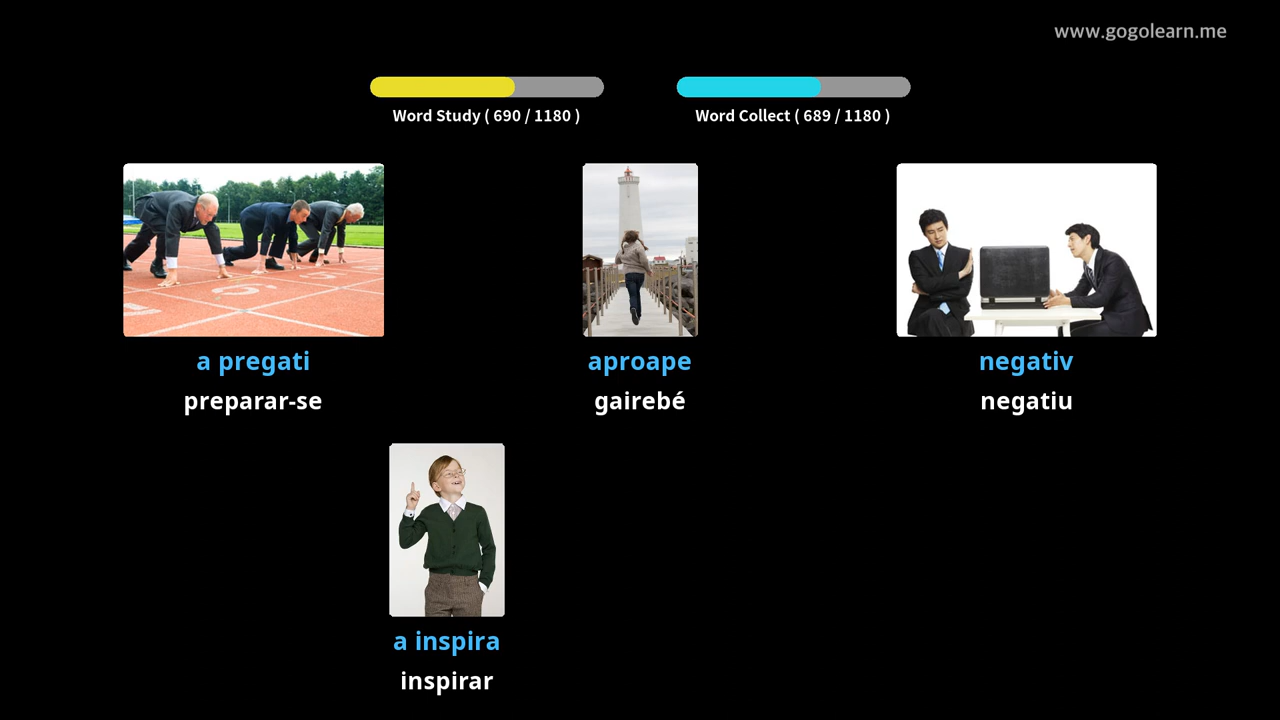 www.gogolearn.me
Word Study ( 690 / 1180 )
Word Collect ( 689 / 1180 )
a pregati
preparar-se
aproape
gairebé
negativ
negatiu
a inspira
inspirar